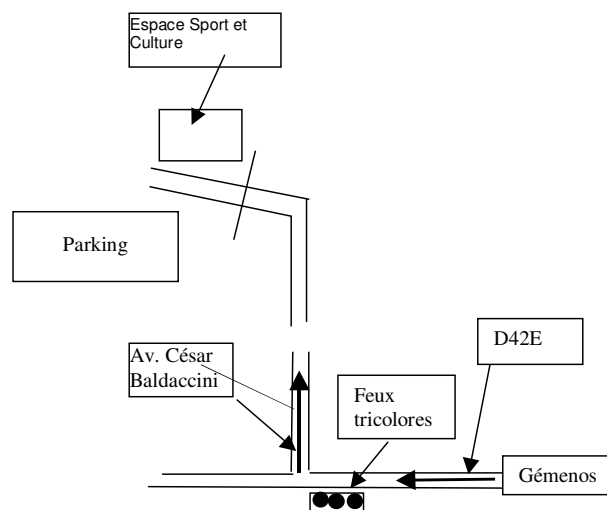 Espace Sport et
Culture
Parking
D42E
Av. César
Baldaccini
Feux
tricolores
Gémenos